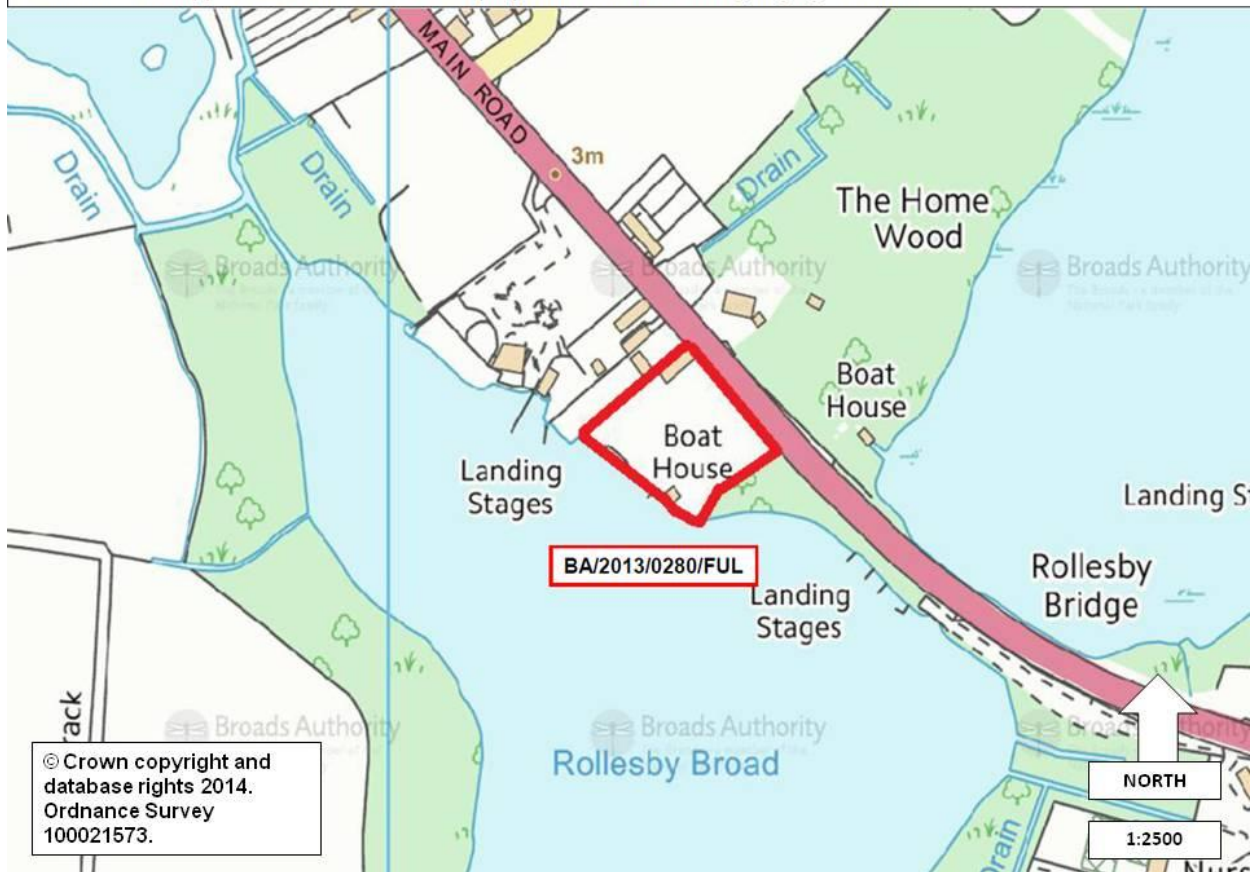 MAIN ROAD
3m
Drain
Drain
Drain
The Home
Wood
Broads Authority
Broads Authority
Broads Authority
Boat
House
Boat
House
Landing
Stages
Landing
BA/2013/0280/FUL
Landing
Stages
Rollesby
Bridge
Broads Authority
Broads Authority
Broads
Rollesby Broad
© Crown copyright and
database rights 2014.
Ordnance Survey
100021573.
NORTH
1:2500